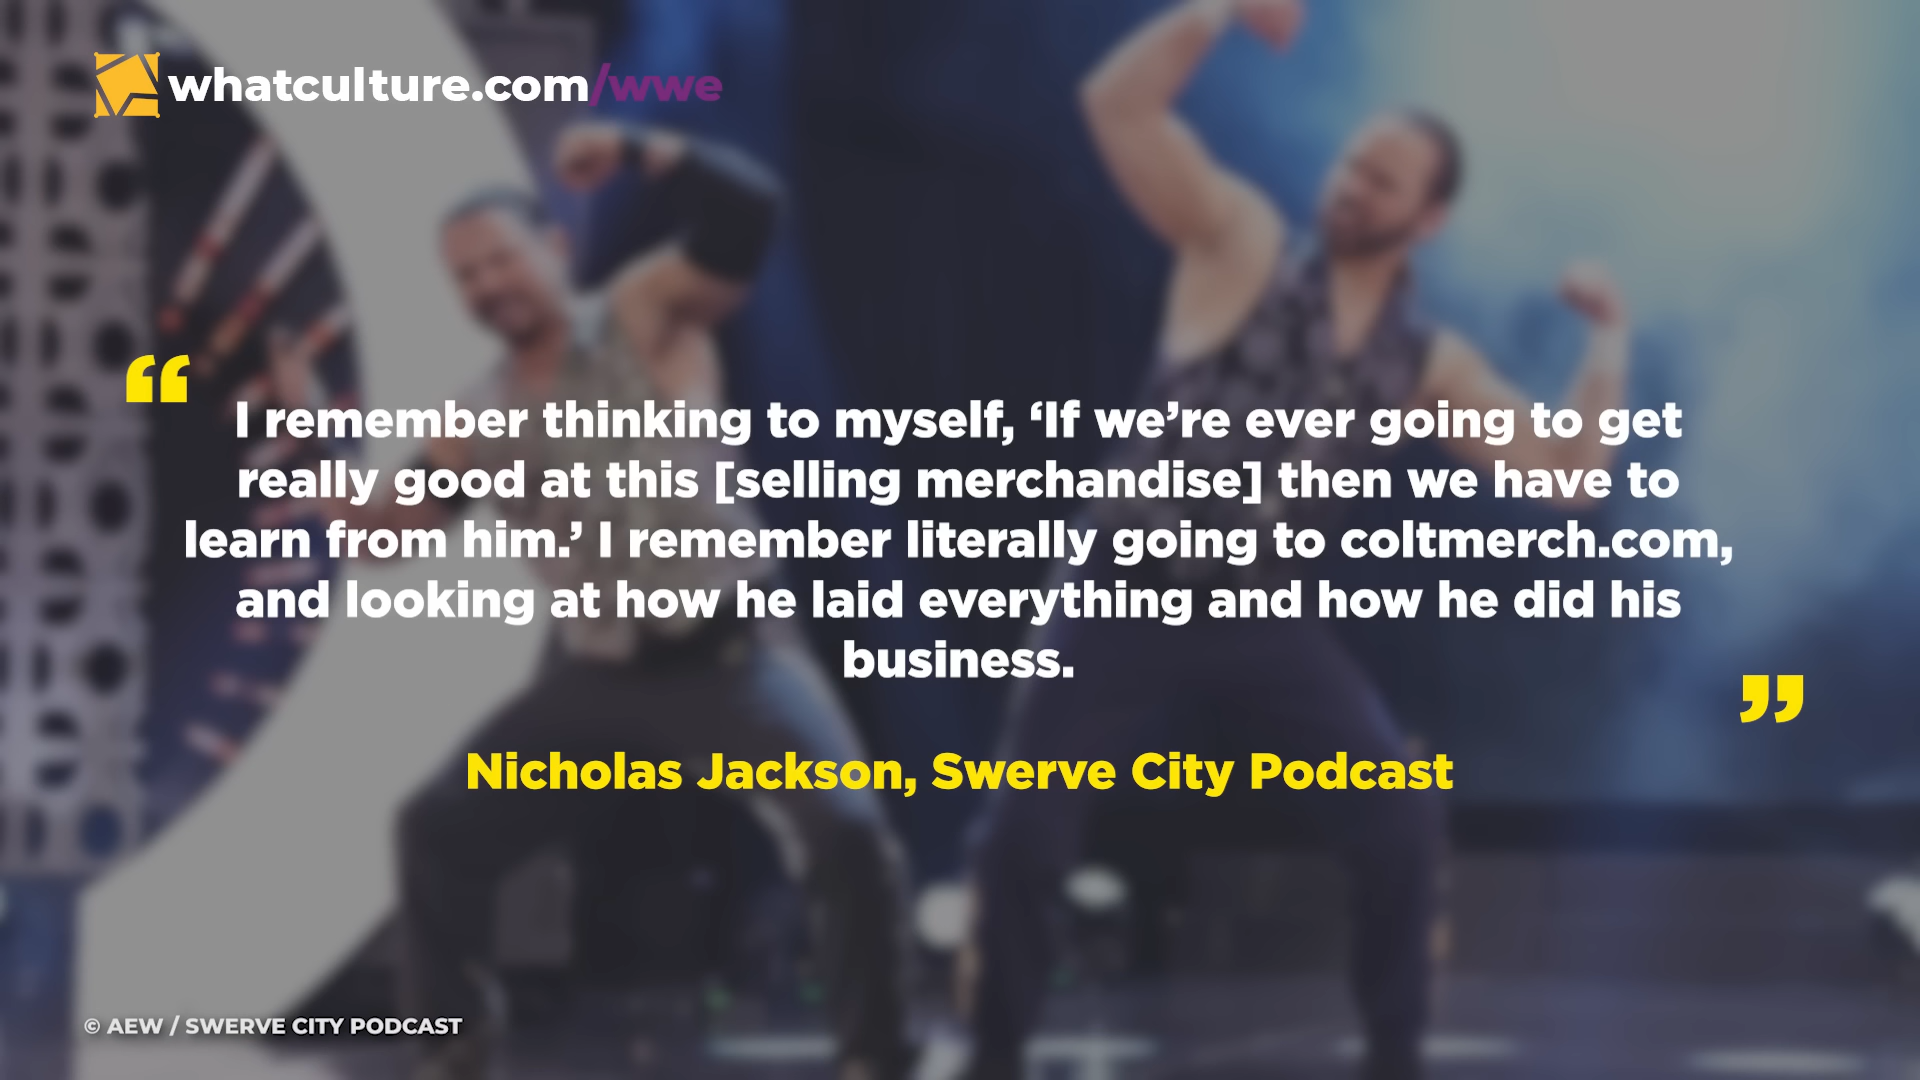 whatculture.com/wwe
“
I remember thinking to myself, ‘If we’re ever going to get
really good at this [selling merchandise] then we have to
learn from him.’ I remember literally going to coltmerch.com,
and looking at how he laid everything and how he did his
business.
”
Nicholas Jackson, Swerve City Podcast
© AEW / SWERVE CITY PODCAST